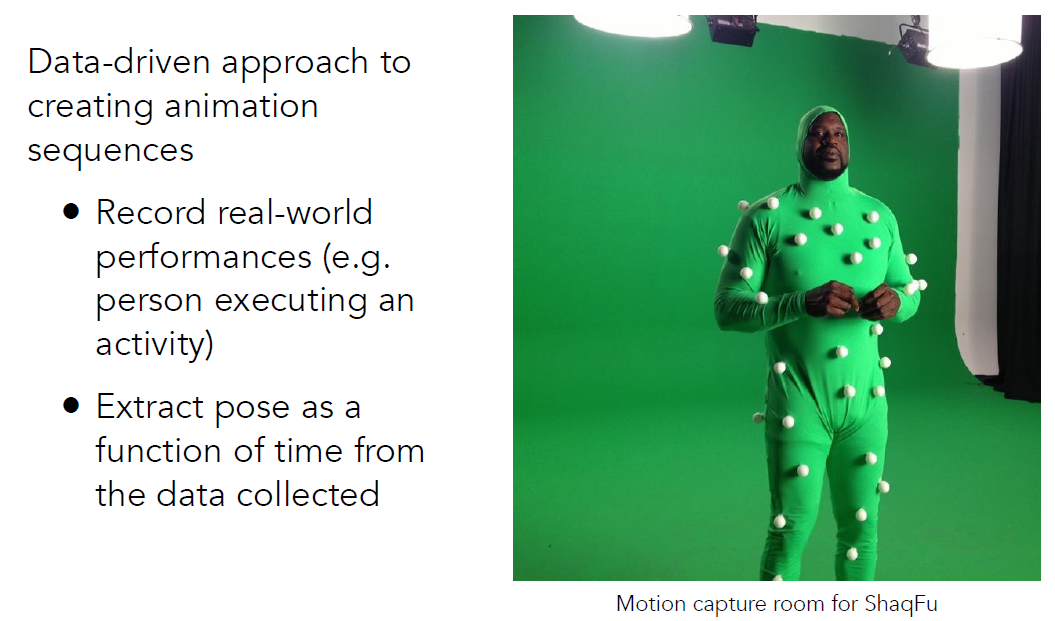 Data-driven approach to
creating animation
sequences
● Record real-world
performances (e.g.
person executing an
activity)
● Extract pose as a
function of time from
the data collected
Motion capture room for ShaqFu